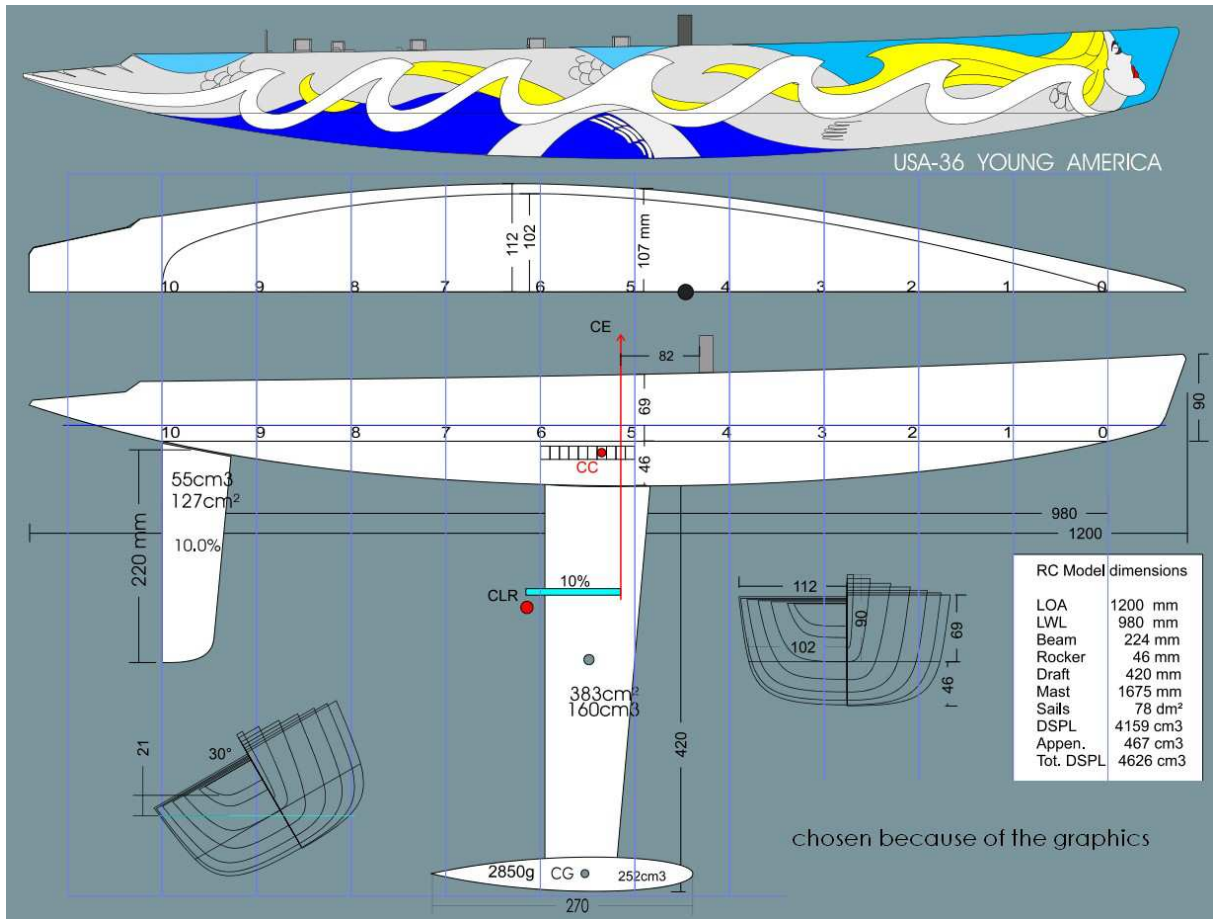 USA-36 YOUNG AMERICA
112
102
107 mm
10 9 8 7 6 5 4 3 2 1 0
CE
82
69
90
10 9 8 7 6 5 4 3 2 1 0
CC
46
55cm3
127cm²
10.0%
220 mm
980
1200
10%
CLR
383cm²
160cm3
420
112
90
69
102
46
21
30°
RC Model dimensions
LOA 1200 mm
LWL 980 mm
Beam 224 mm
Rocker 46 mm
Draft 420 mm
Mast 1675 mm
Sails 78 dm²
DSPL 4159 cm3
Appen. 467 cm3
Tot. DSPL 4626 cm3
chosen because of the graphics
2850g CG 252cm3
270